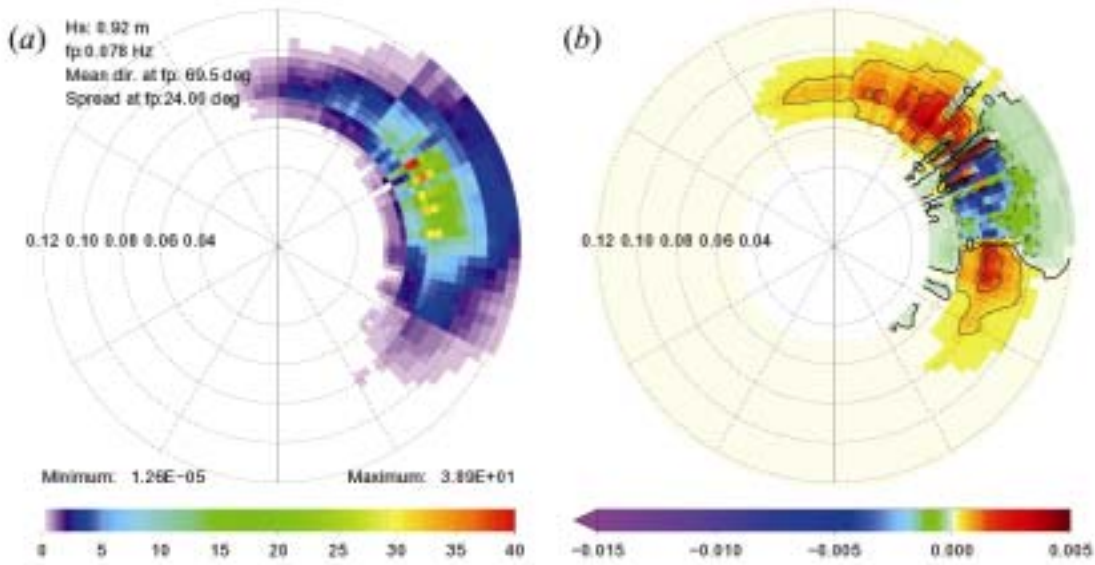 (a)
Hs: 0.92 m
fp:0.078 Hz
Mean dir. at fp: 69.5 deg
Spread at fp:24.00 deg
0.12 0.10 0.08 0.06 0.04
Minimum: 1.26E-05 Maximum: 3.89E+01
0 5 10 15 20 25 30 35 40
(b)
0.12 0.10 0.08 0.06 0.04
-0.015 -0.010 -0.005 0.000 0.005